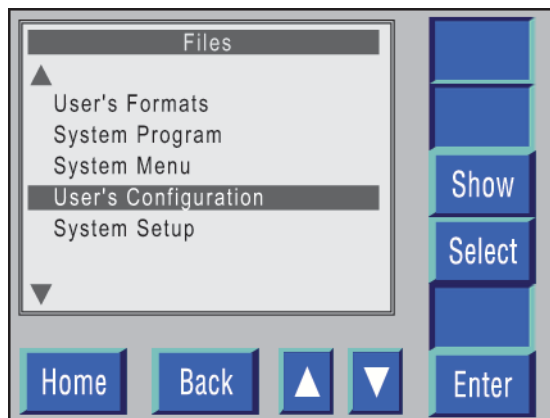 Files
User's Formats
System Program
System Menu
User's Configuration
System Setup
Show
Select
Home
Back
Enter